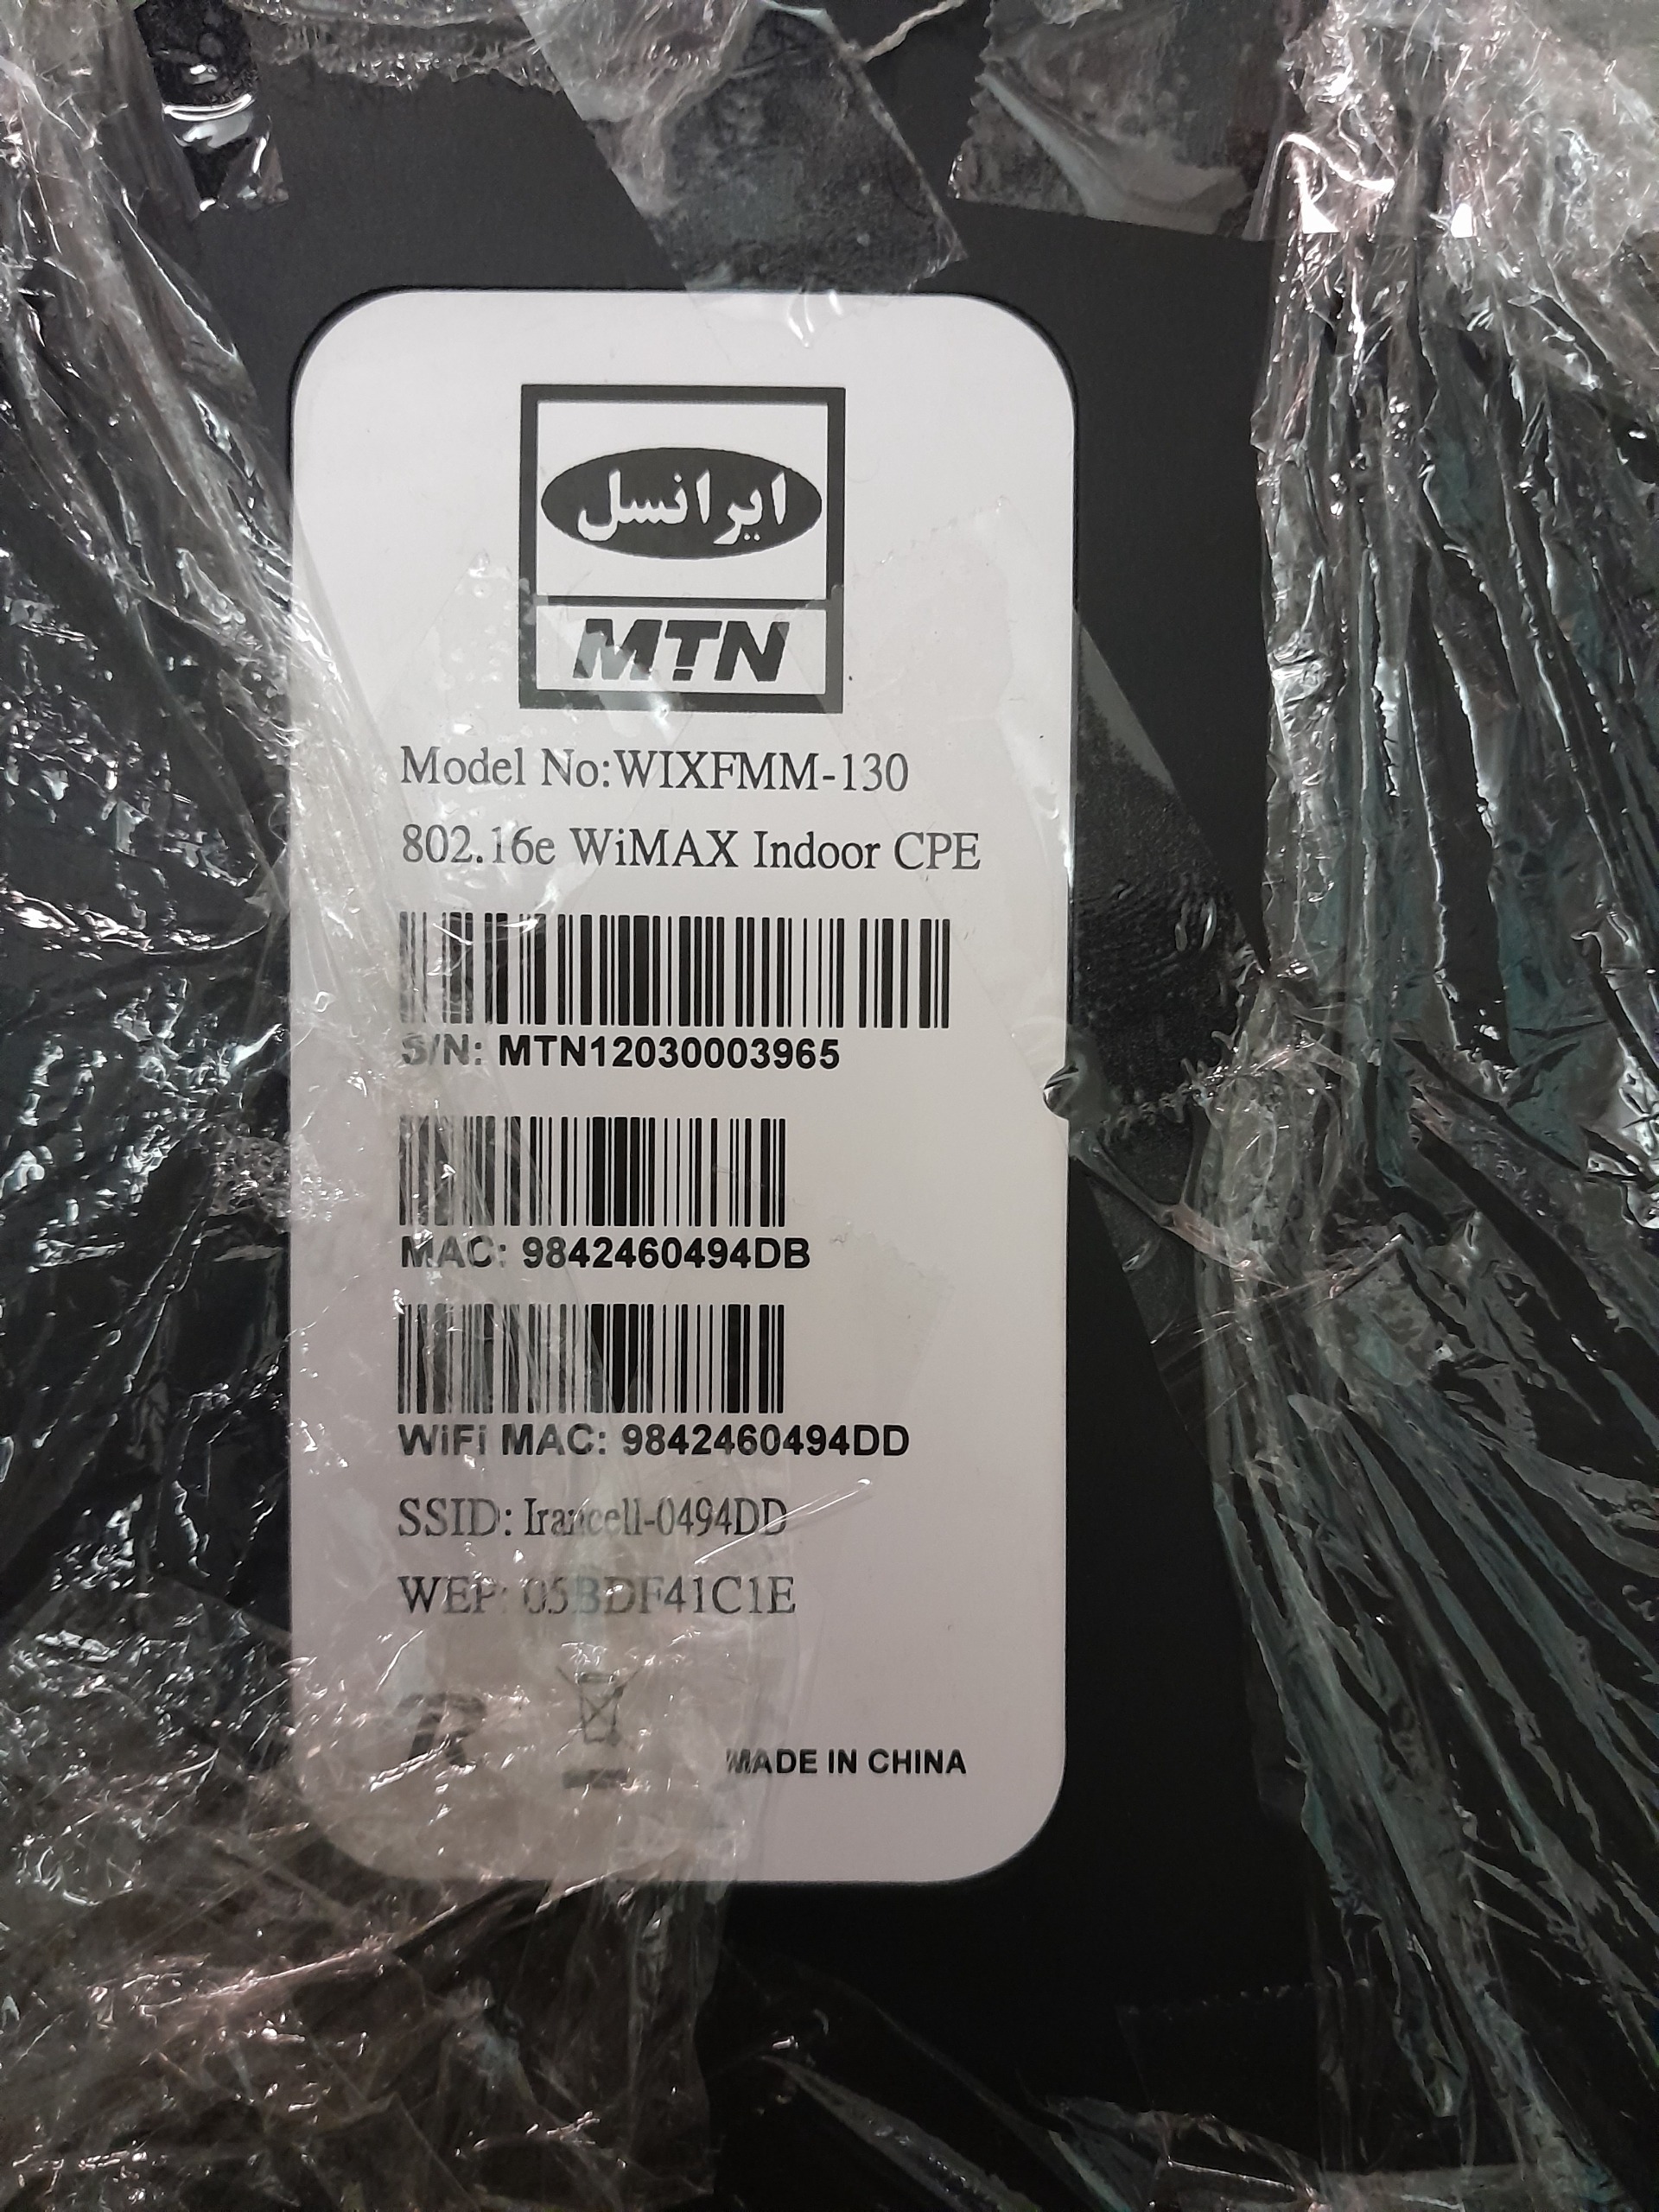 ایرانسل
MTN
Model No:WIXFMM-130
802.16e WiMAX Indoor CPE
S/N: MTN12030003965
MAC: 9842460494DB
WiFi MAC: 9842460494DD
SSID: Irancell-0494DD
WEP: 05BDF41C1E
MADE IN CHINA